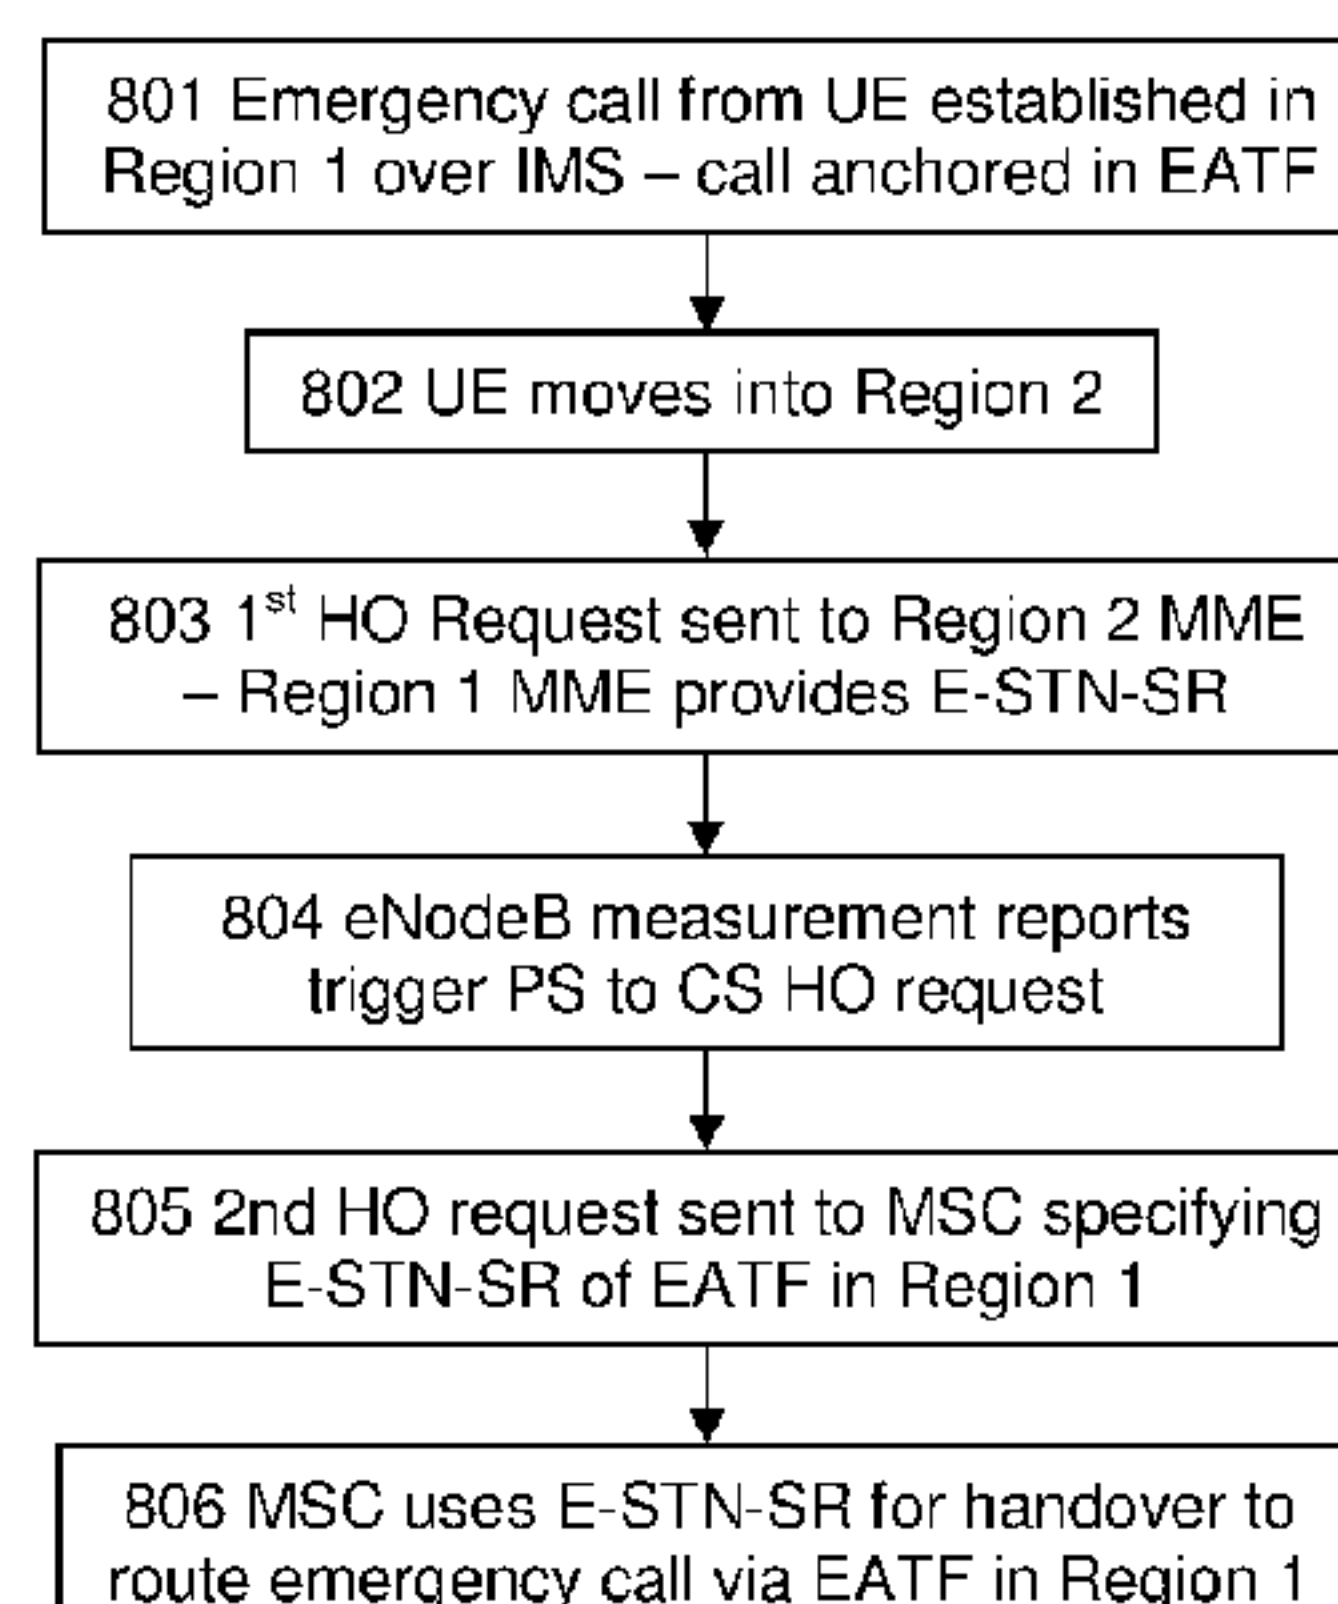 801 Emergency call from UE established in
Region 1 over IMS – call anchored in EATF
802 UE moves into Region 2
803 1st HO Request sent to Region 2 MME
– Region 1 MME provides E-STN-SR
804 eNodeB measurement reports
trigger PS to CS HO request
805 2nd HO request sent to MSC specifying
E-STN-SR of EATF in Region 1
806 MSC uses E-STN-SR for handover to
route emergency call via EATF in Region 1